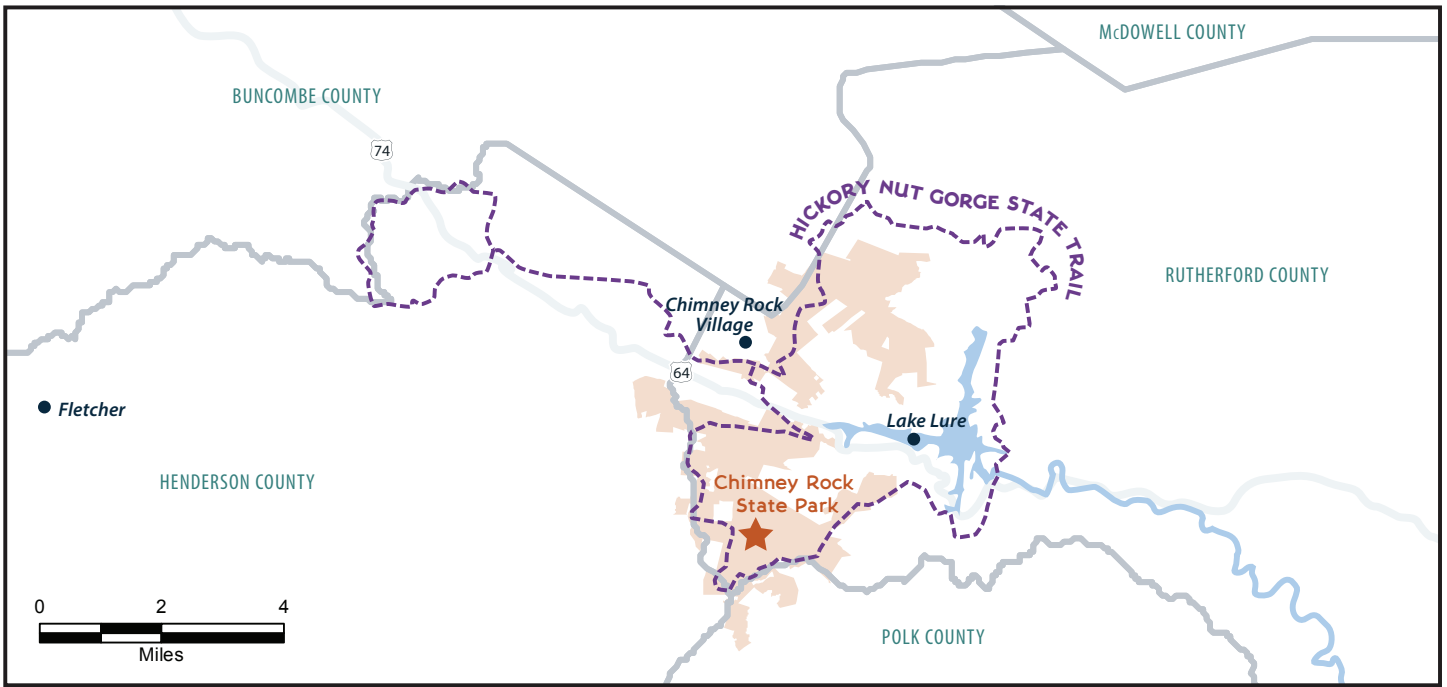 McDOWELL COUNTY
BUNCOMBE COUNTY
74
HICKORY NUT GORGE STATE TRAIL
RUTHERFORD COUNTY
Chimney Rock
Village
64
Fletcher
Lake Lure
HENDERSON COUNTY
Chimney Rock
State Park
0 2 4
Miles
POLK COUNTY